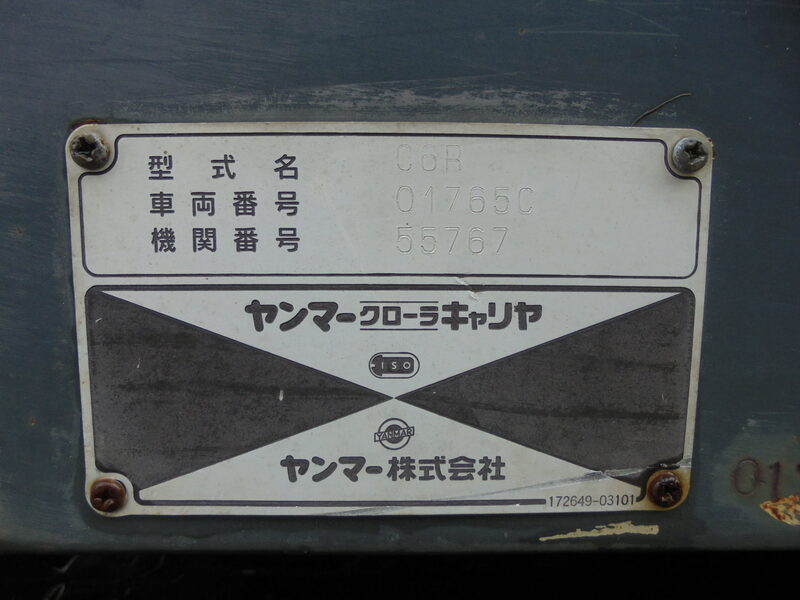 型式名 C6R
車両番号 01765C
機関番号 55767
ヤンマークローラキャリヤ
ISO
YANMAR
ヤンマー株式会社
172649-03101